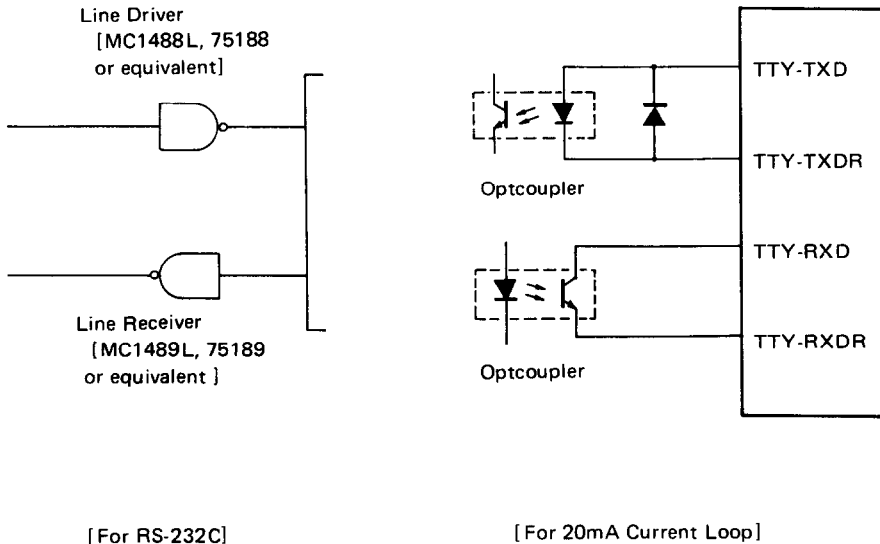 Line Driver
[MC1488L, 75188
or equivalent]
Line Receiver
[MC1489L, 75189
or equivalent ]
[For RS-232C]
TTY-TXD
TTY-TXDR
Optcoupler
TTY-RXD
TTY-RXDR
Optcoupler
[For 20mA Current Loop]